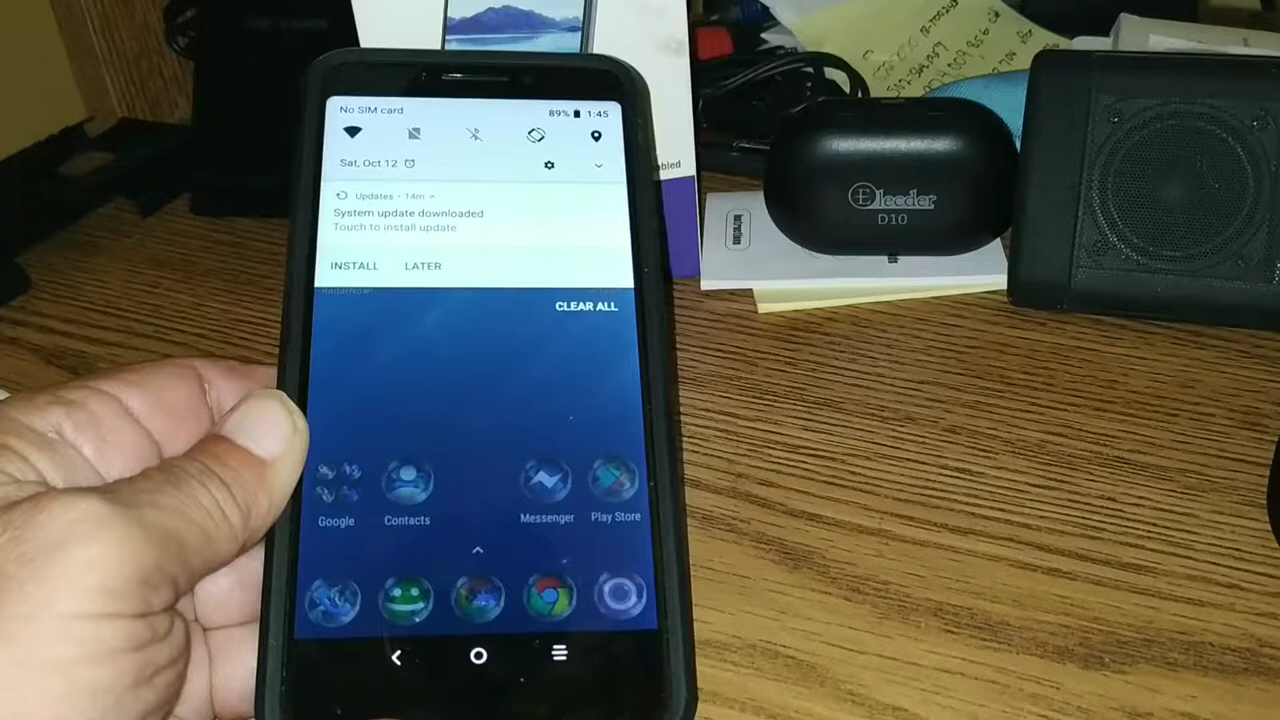 No SIM card
89% 1:45
Sat, Oct 12
Updates • 14m
System update downloaded
Touch to install update
INSTALL LATER
CLEAR ALL
Google Contacts Messenger Play Store
Elecder
D10
Instructions